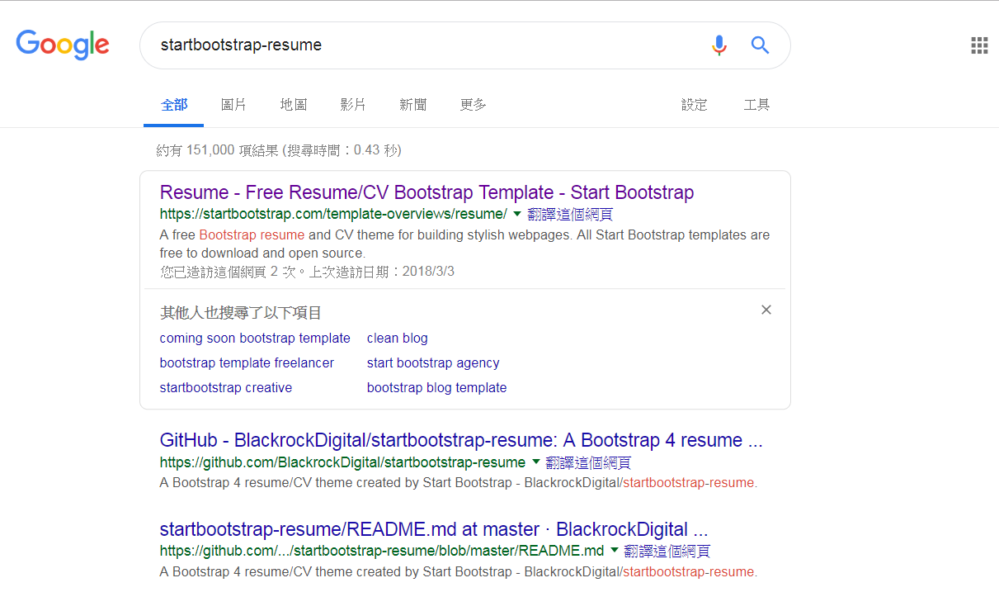 Google
startbootstrap-resume
全部 圖片 地圖 影片 新聞 更多 設定 工具
約有 151,000 項結果 (搜尋時間：0.43 秒)
Resume - Free Resume/CV Bootstrap Template - Start Bootstrap
https://startbootstrap.com/template-overviews/resume/ ▼ 翻譯這個網頁
A free Bootstrap resume and CV theme for building stylish webpages. All Start Bootstrap templates are
free to download and open source.
您已造訪這個網頁 2 次。上次造訪日期：2018/3/3
其他人也搜尋了以下項目
coming soon bootstrap template clean blog
bootstrap template freelancer start bootstrap agency
startbootstrap creative bootstrap blog template
GitHub - BlackrockDigital/startbootstrap-resume: A Bootstrap 4 resume ...
https://github.com/BlackrockDigital/startbootstrap-resume ▼ 翻譯這個網頁
A Bootstrap 4 resume/CV theme created by Start Bootstrap - BlackrockDigital/startbootstrap-resume.
startbootstrap-resume/README.md at master · BlackrockDigital ...
https://github.com/.../startbootstrap-resume/blob/master/README.md ▼ 翻譯這個網頁
A Bootstrap 4 resume/CV theme created by Start Bootstrap - BlackrockDigital/startbootstrap-resume.